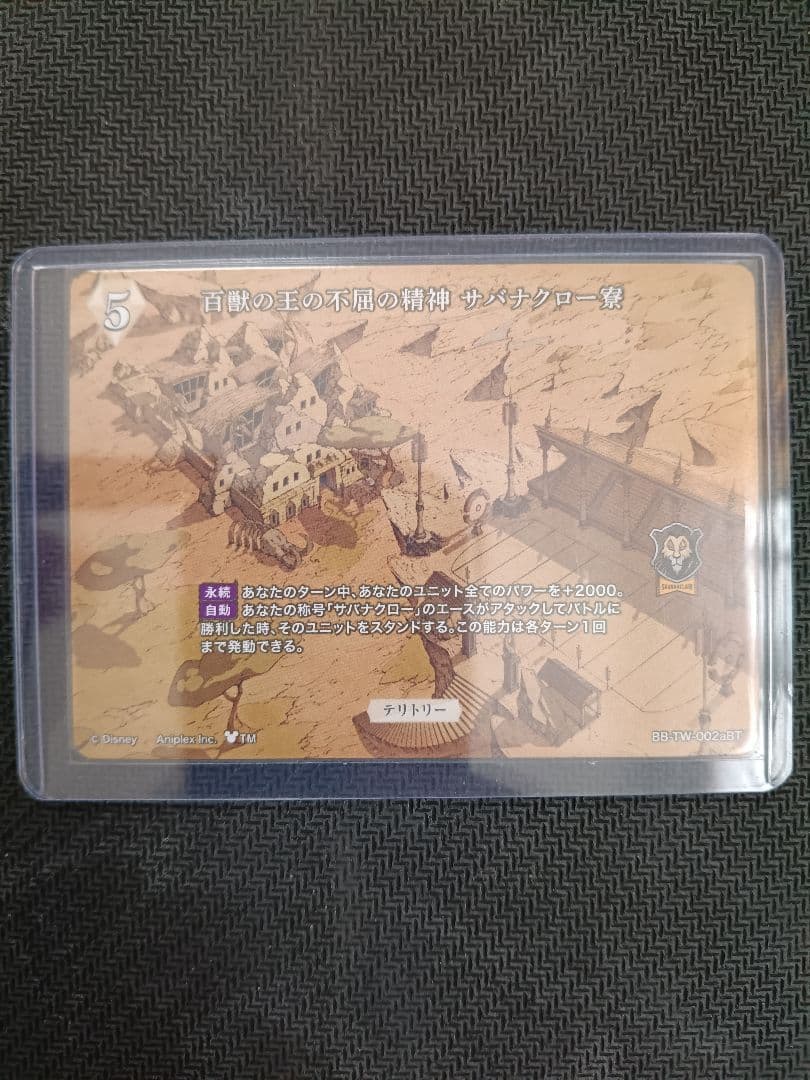 5
百獣の王の不屈の精神 サバナクロー寮
SAVANACLAW
永続 あなたのターン中、あなたのユニット全てのパワーを+2000。
自動 あなたの称号「サバナクロー」のエースがアタックしてバトルに
勝利した時、そのユニットをスタンドする。この能力は各ターン1回
まで発動できる。
テリトリー
© Disney Aniplex Inc. TM
BB-TW-002aBT